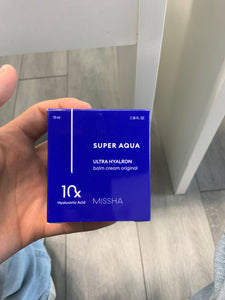 70 ml
2.36 FL. OZ
SUPER AQUA
ULTRA HYALRON
balm cream original
10x
Hyaluronic Acid
MISSHA